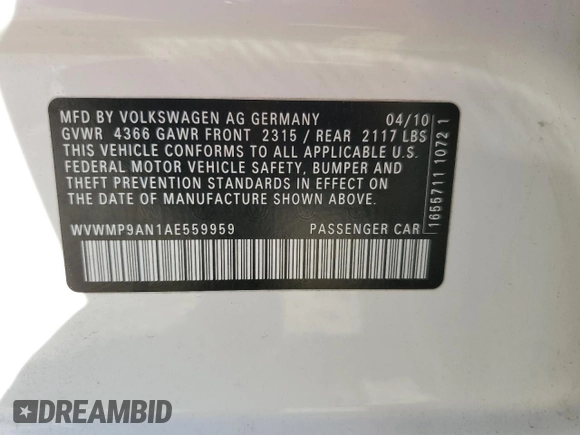 MFD BY VOLKSWAGEN AG GERMANY 04/10
GVWR 4366 GAWR FRONT 2315 / REAR 2117 LBS
THIS VEHICLE CONFORMS TO ALL APPLICABLE U.S.
FEDERAL MOTOR VEHICLE SAFETY, BUMPER AND
THEFT PREVENTION STANDARDS IN EFFECT ON
THE DATE OF MANUFACTURE SHOWN ABOVE.
WVWMP9AN1AE559959 PASSENGER CAR
1655711 1072 1
DREAMBID